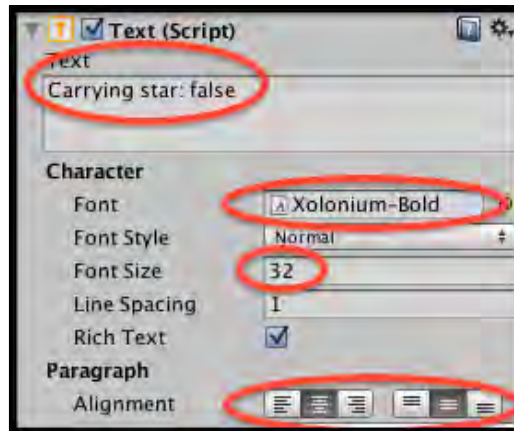 Text (Script)
Text
Carrying star: false
Character
Font Xolonium-Bold
Font Style Normal
Font Size 32
Line Spacing 1
Rich Text
Paragraph
Alignment